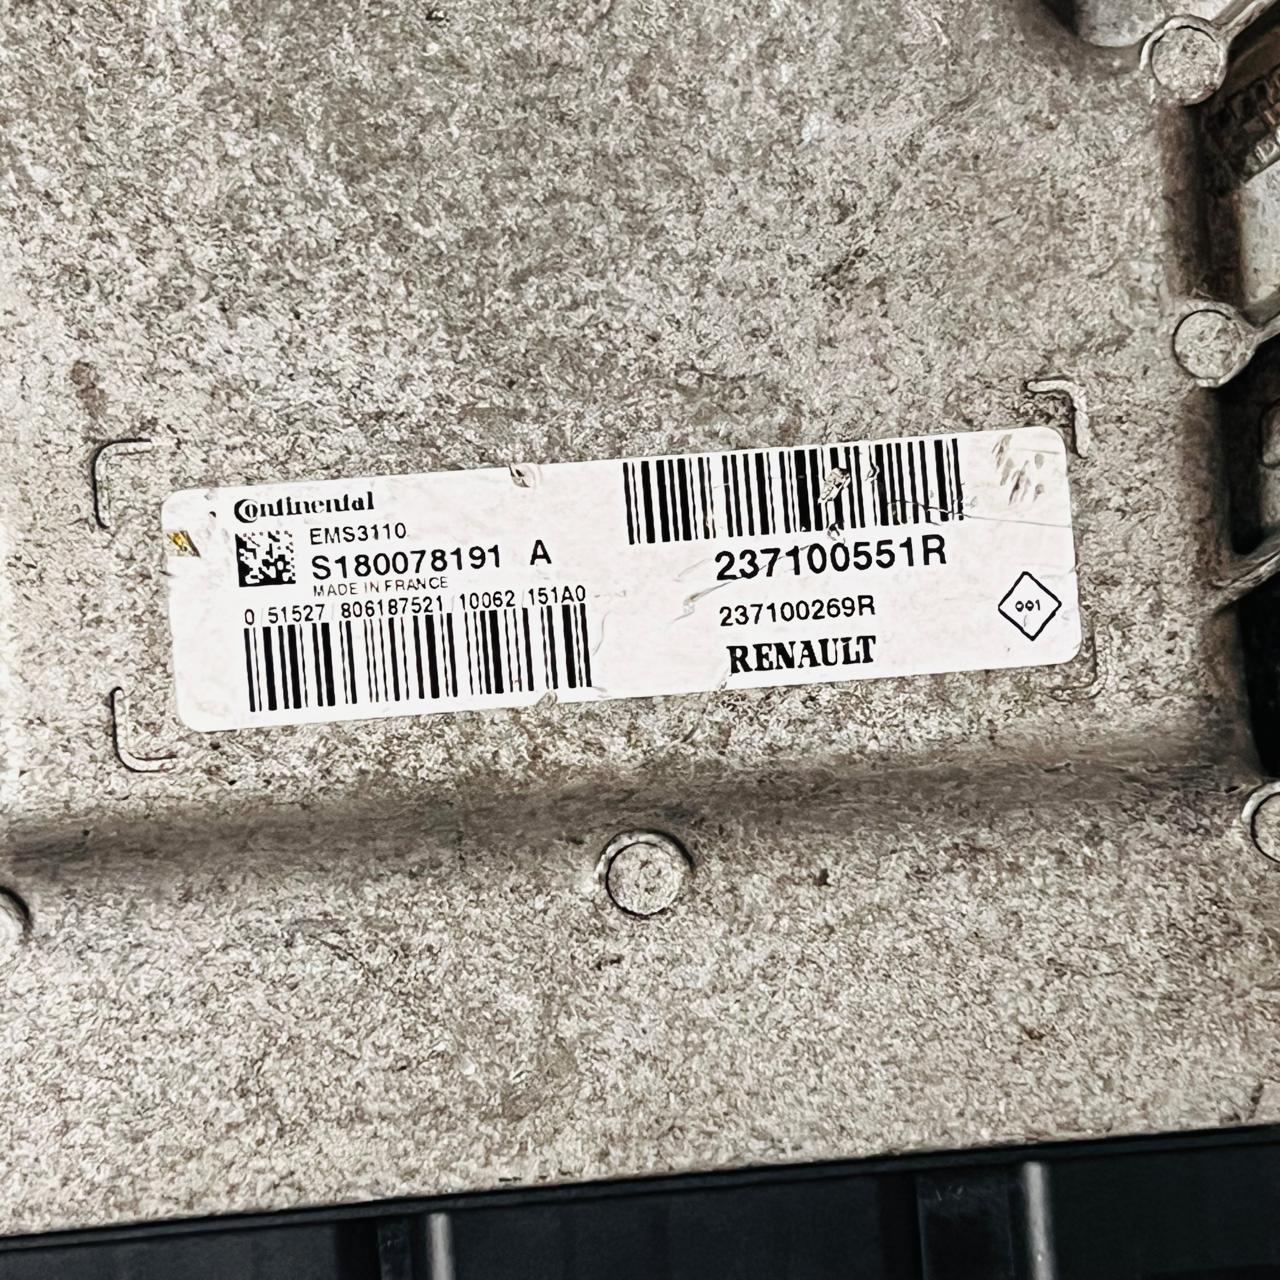 Continental
EMS3110
S180078191 A
MADE IN FRANCE
0 51527 806187521 10062 151A0
237100551R
237100269R
RENAULT
001